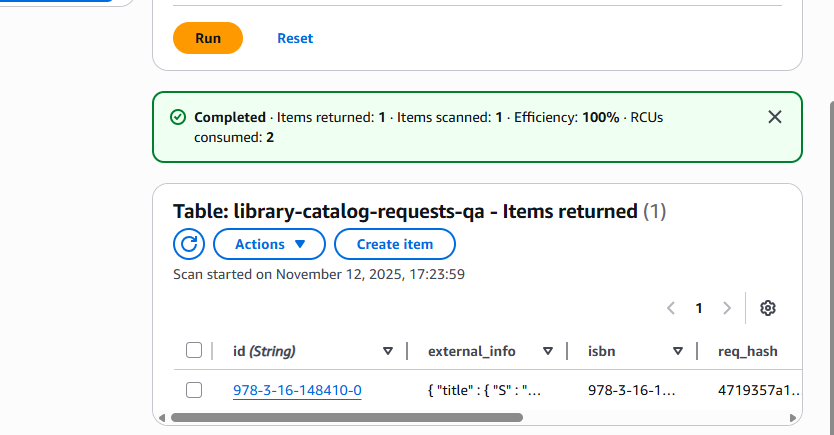 Run Reset
Completed · Items returned: 1 · Items scanned: 1 · Efficiency: 100% · RCUs
consumed: 2
Table: library-catalog-requests-qa - Items returned (1)
Actions Create item
Scan started on November 12, 2025, 17:23:59
1
id (String) external_info isbn req_hash
978-3-16-148410-0 { "title" : { "S" : "... 978-3-16-1... 4719357a1...